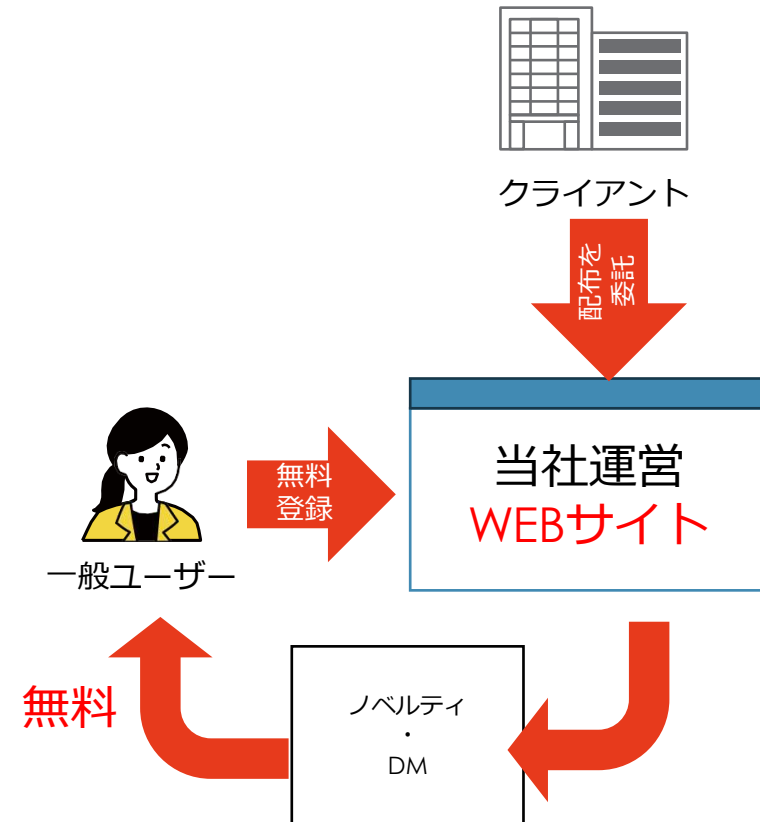 クライアント
配布を
委託
当社運営
WEBサイト
無料
登録
一般ユーザー
無料
ノベルティ
・
DM